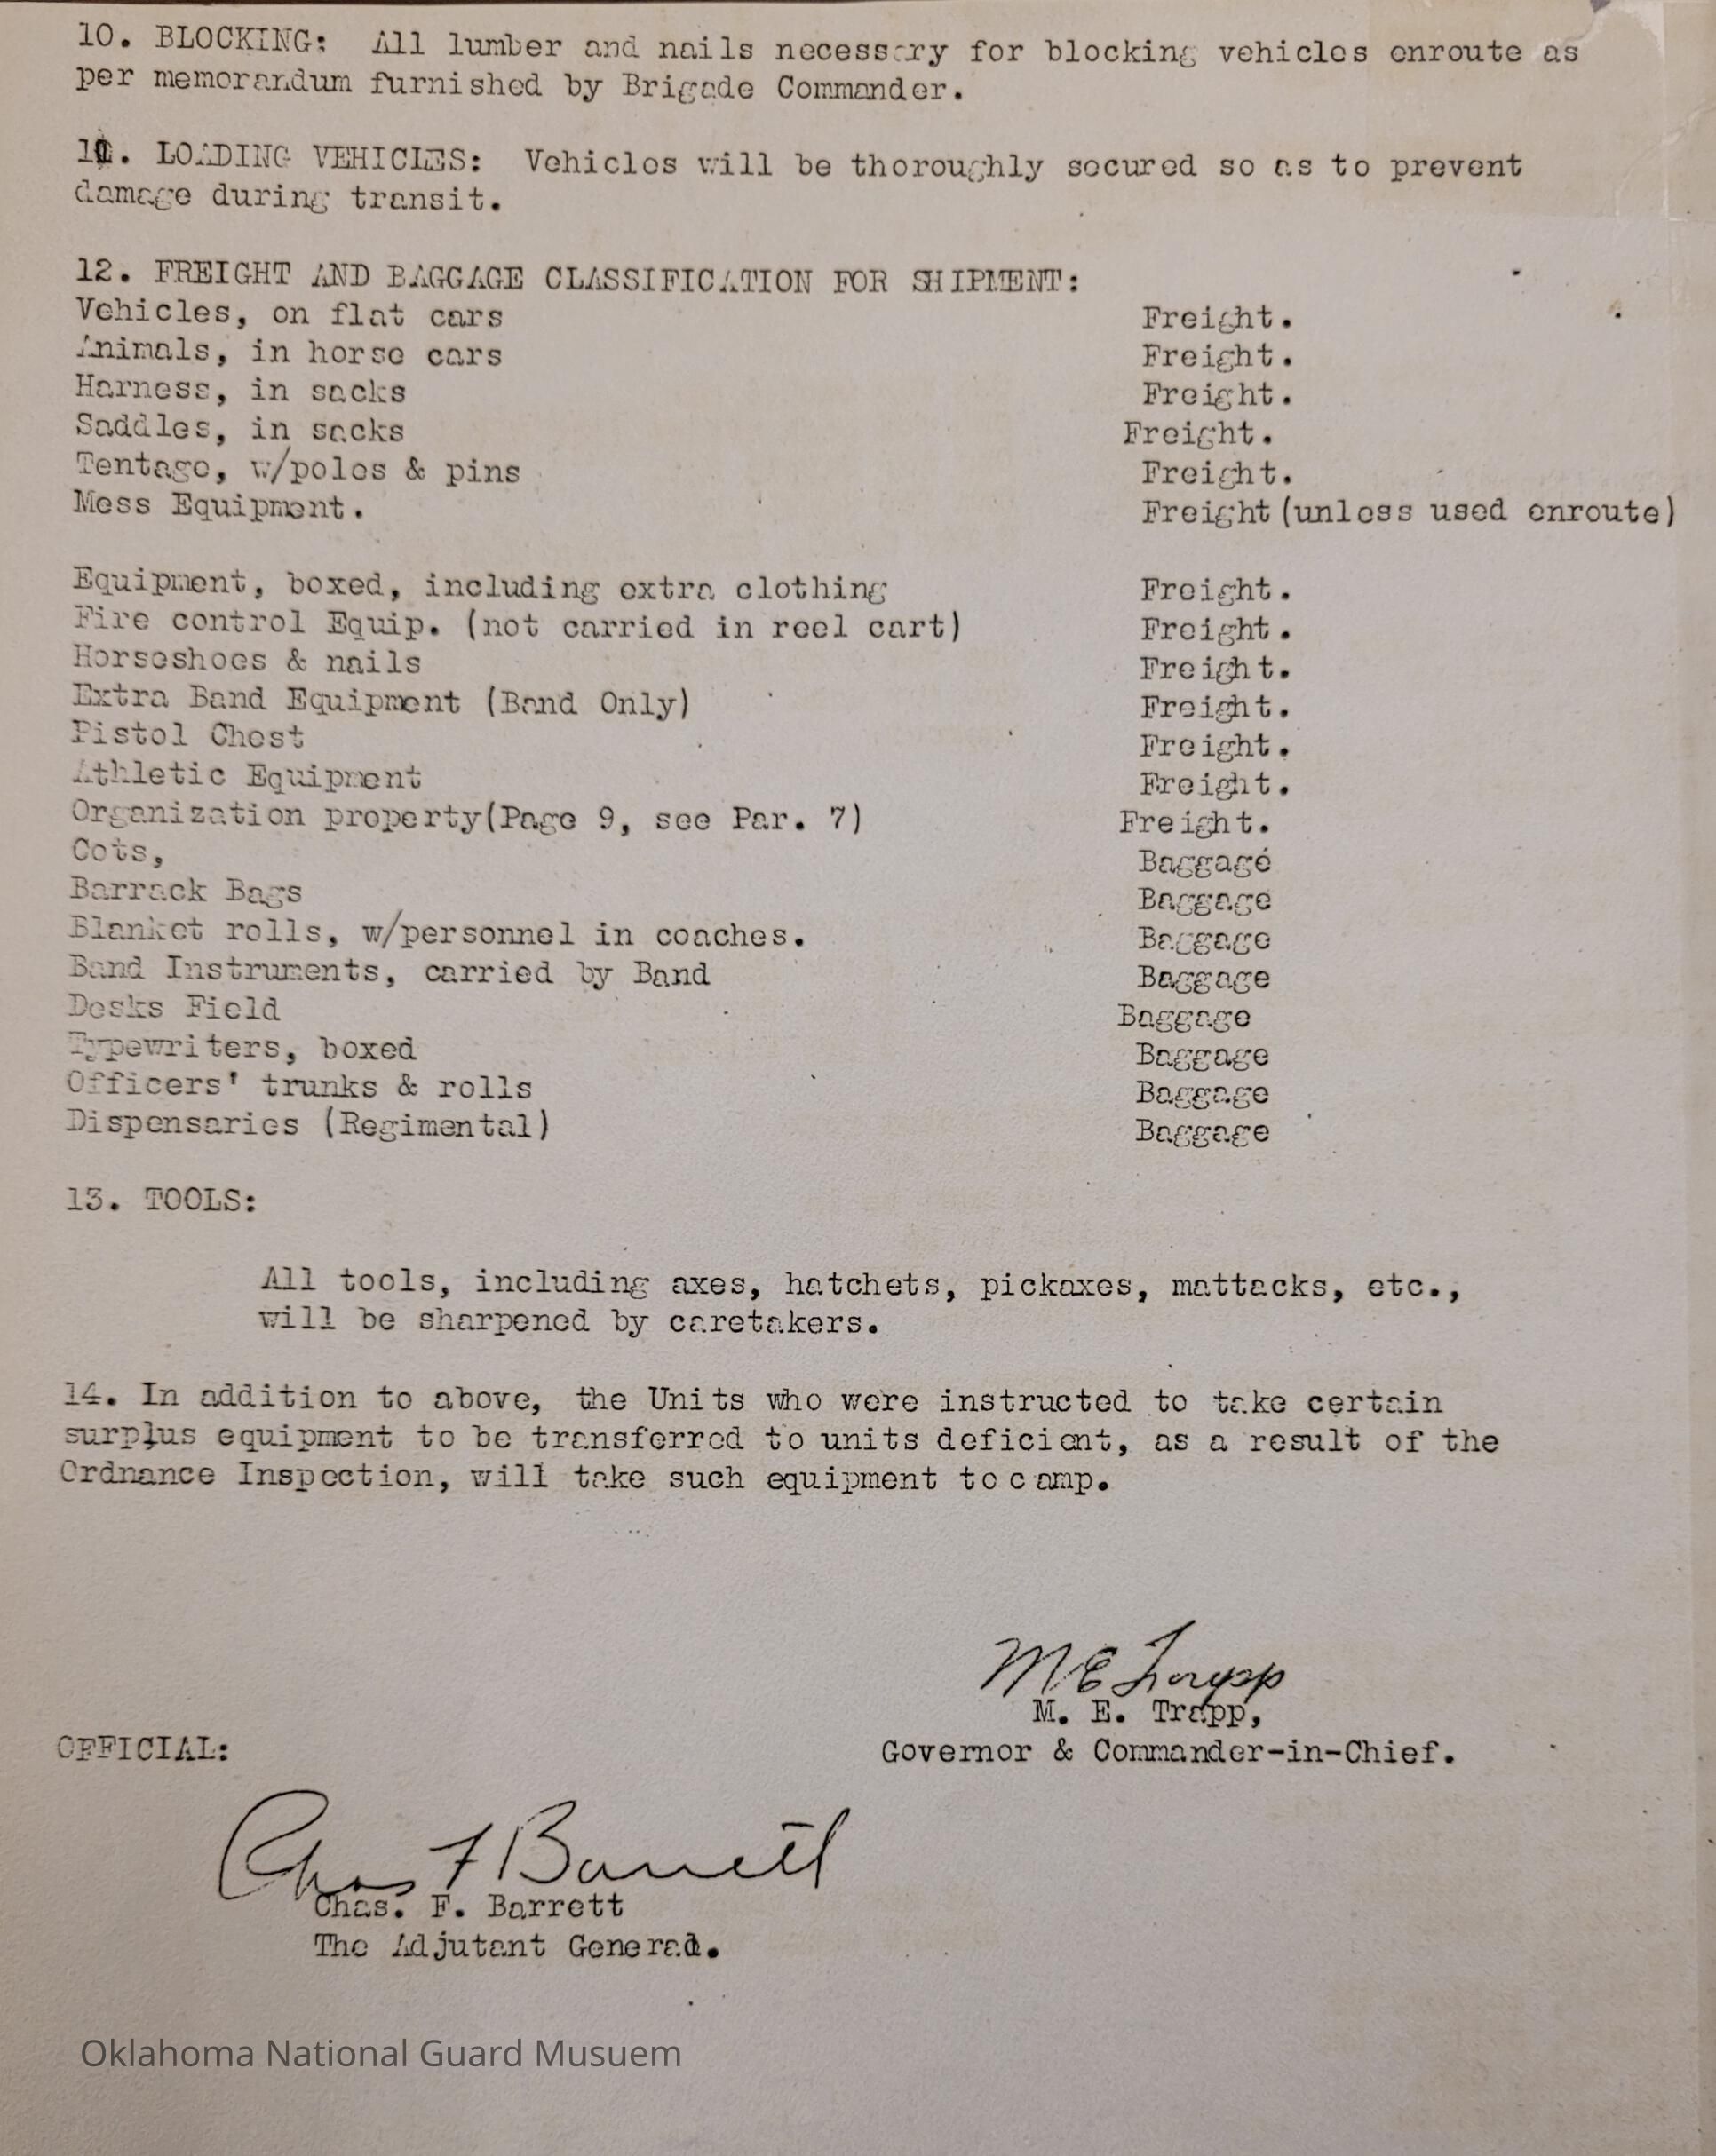 10. BLOCKING: All lumber and nails necessary for blocking vehicles enroute as
per memorandum furnished by Brigade Commander.
11. LOADING VEHICLES: Vehicles will be thoroughly secured so as to prevent
damage during transit.
12. FREIGHT AND BAGGAGE CLASSIFICATION FOR SHIPMENT:
Vehicles, on flat cars Freight.
Animals, in horse cars Freight.
Harness, in sacks Freight.
Saddles, in sacks Freight.
Tentage, w/poles & pins Freight.
Mess Equipment. Freight (unless used enroute)
Equipment, boxed, including extra clothing Freight.
Fire control Equip. (not carried in reel cart) Freight.
Horseshoes & nails Freight.
Extra Band Equipment (Band Only) Freight.
Pistol Chest Freight.
Athletic Equipment Freight.
Organization property(Page 9, see Par. 7) Freight.
Cots, Baggage
Barrack Bags Baggage
Blanket rolls, w/personnel in coaches. Baggage
Band Instruments, carried by Band Baggage
Desks Field Baggage
Typewriters, boxed Baggage
Officers' trunks & rolls Baggage
Dispensaries (Regimental) Baggage
13. TOOLS:
All tools, including axes, hatchets, pickaxes, mattacks, etc.,
will be sharpened by caretakers.
14. In addition to above, the Units who were instructed to take certain
surplus equipment to be transferred to units deficient, as a result of the
Ordnance Inspection, will take such equipment to camp.
M E Trapp
M. E. Trapp,
Governor & Commander-in-Chief.
OFFICIAL:
Chas F Barrett
Chas. F. Barrett
The Adjutant General.
Oklahoma National Guard Musuem